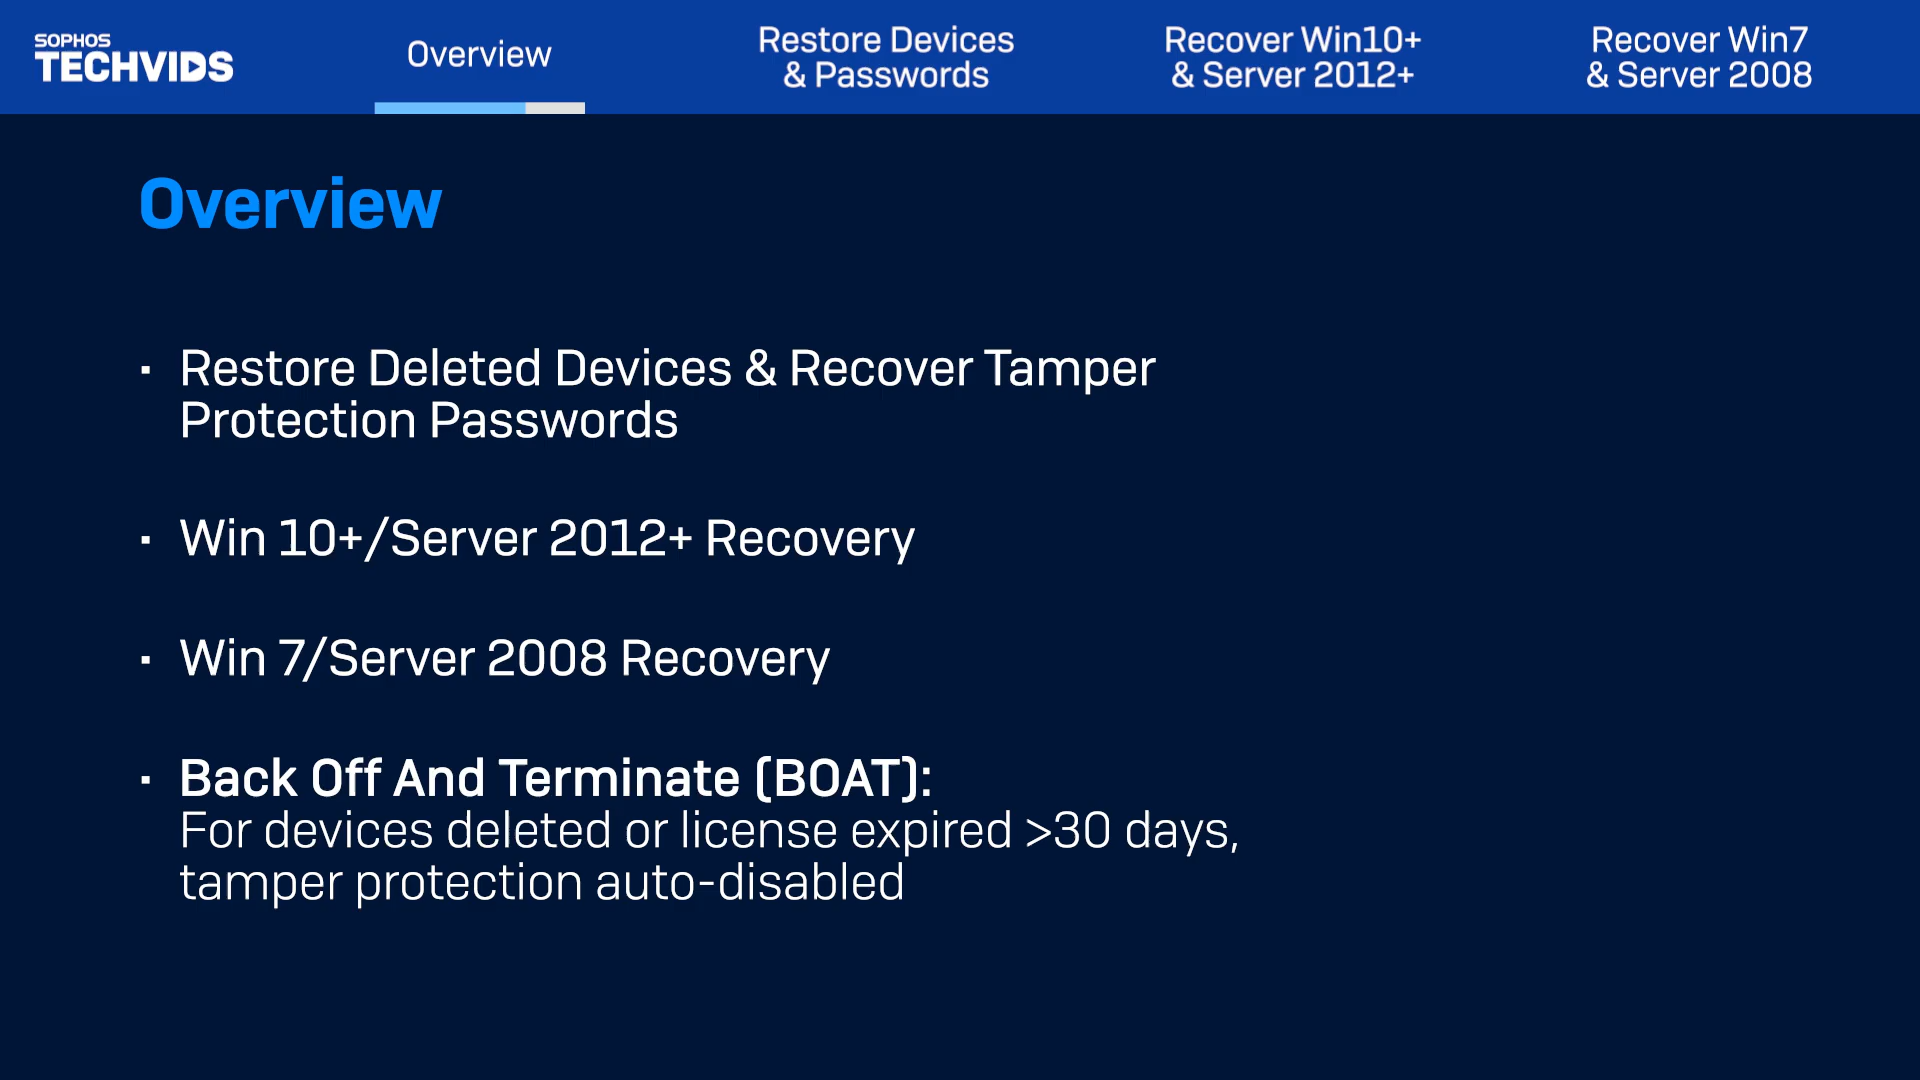 SOPHOS
TECHVIDS
Overview
Restore Devices
& Passwords
Recover Win10+
& Server 2012+
Recover Win7
& Server 2008
Overview
· Restore Deleted Devices & Recover Tamper
Protection Passwords
· Win 10+/Server 2012+ Recovery
· Win 7/Server 2008 Recovery
· Back Off And Terminate (BOAT):
For devices deleted or license expired >30 days,
tamper protection auto-disabled